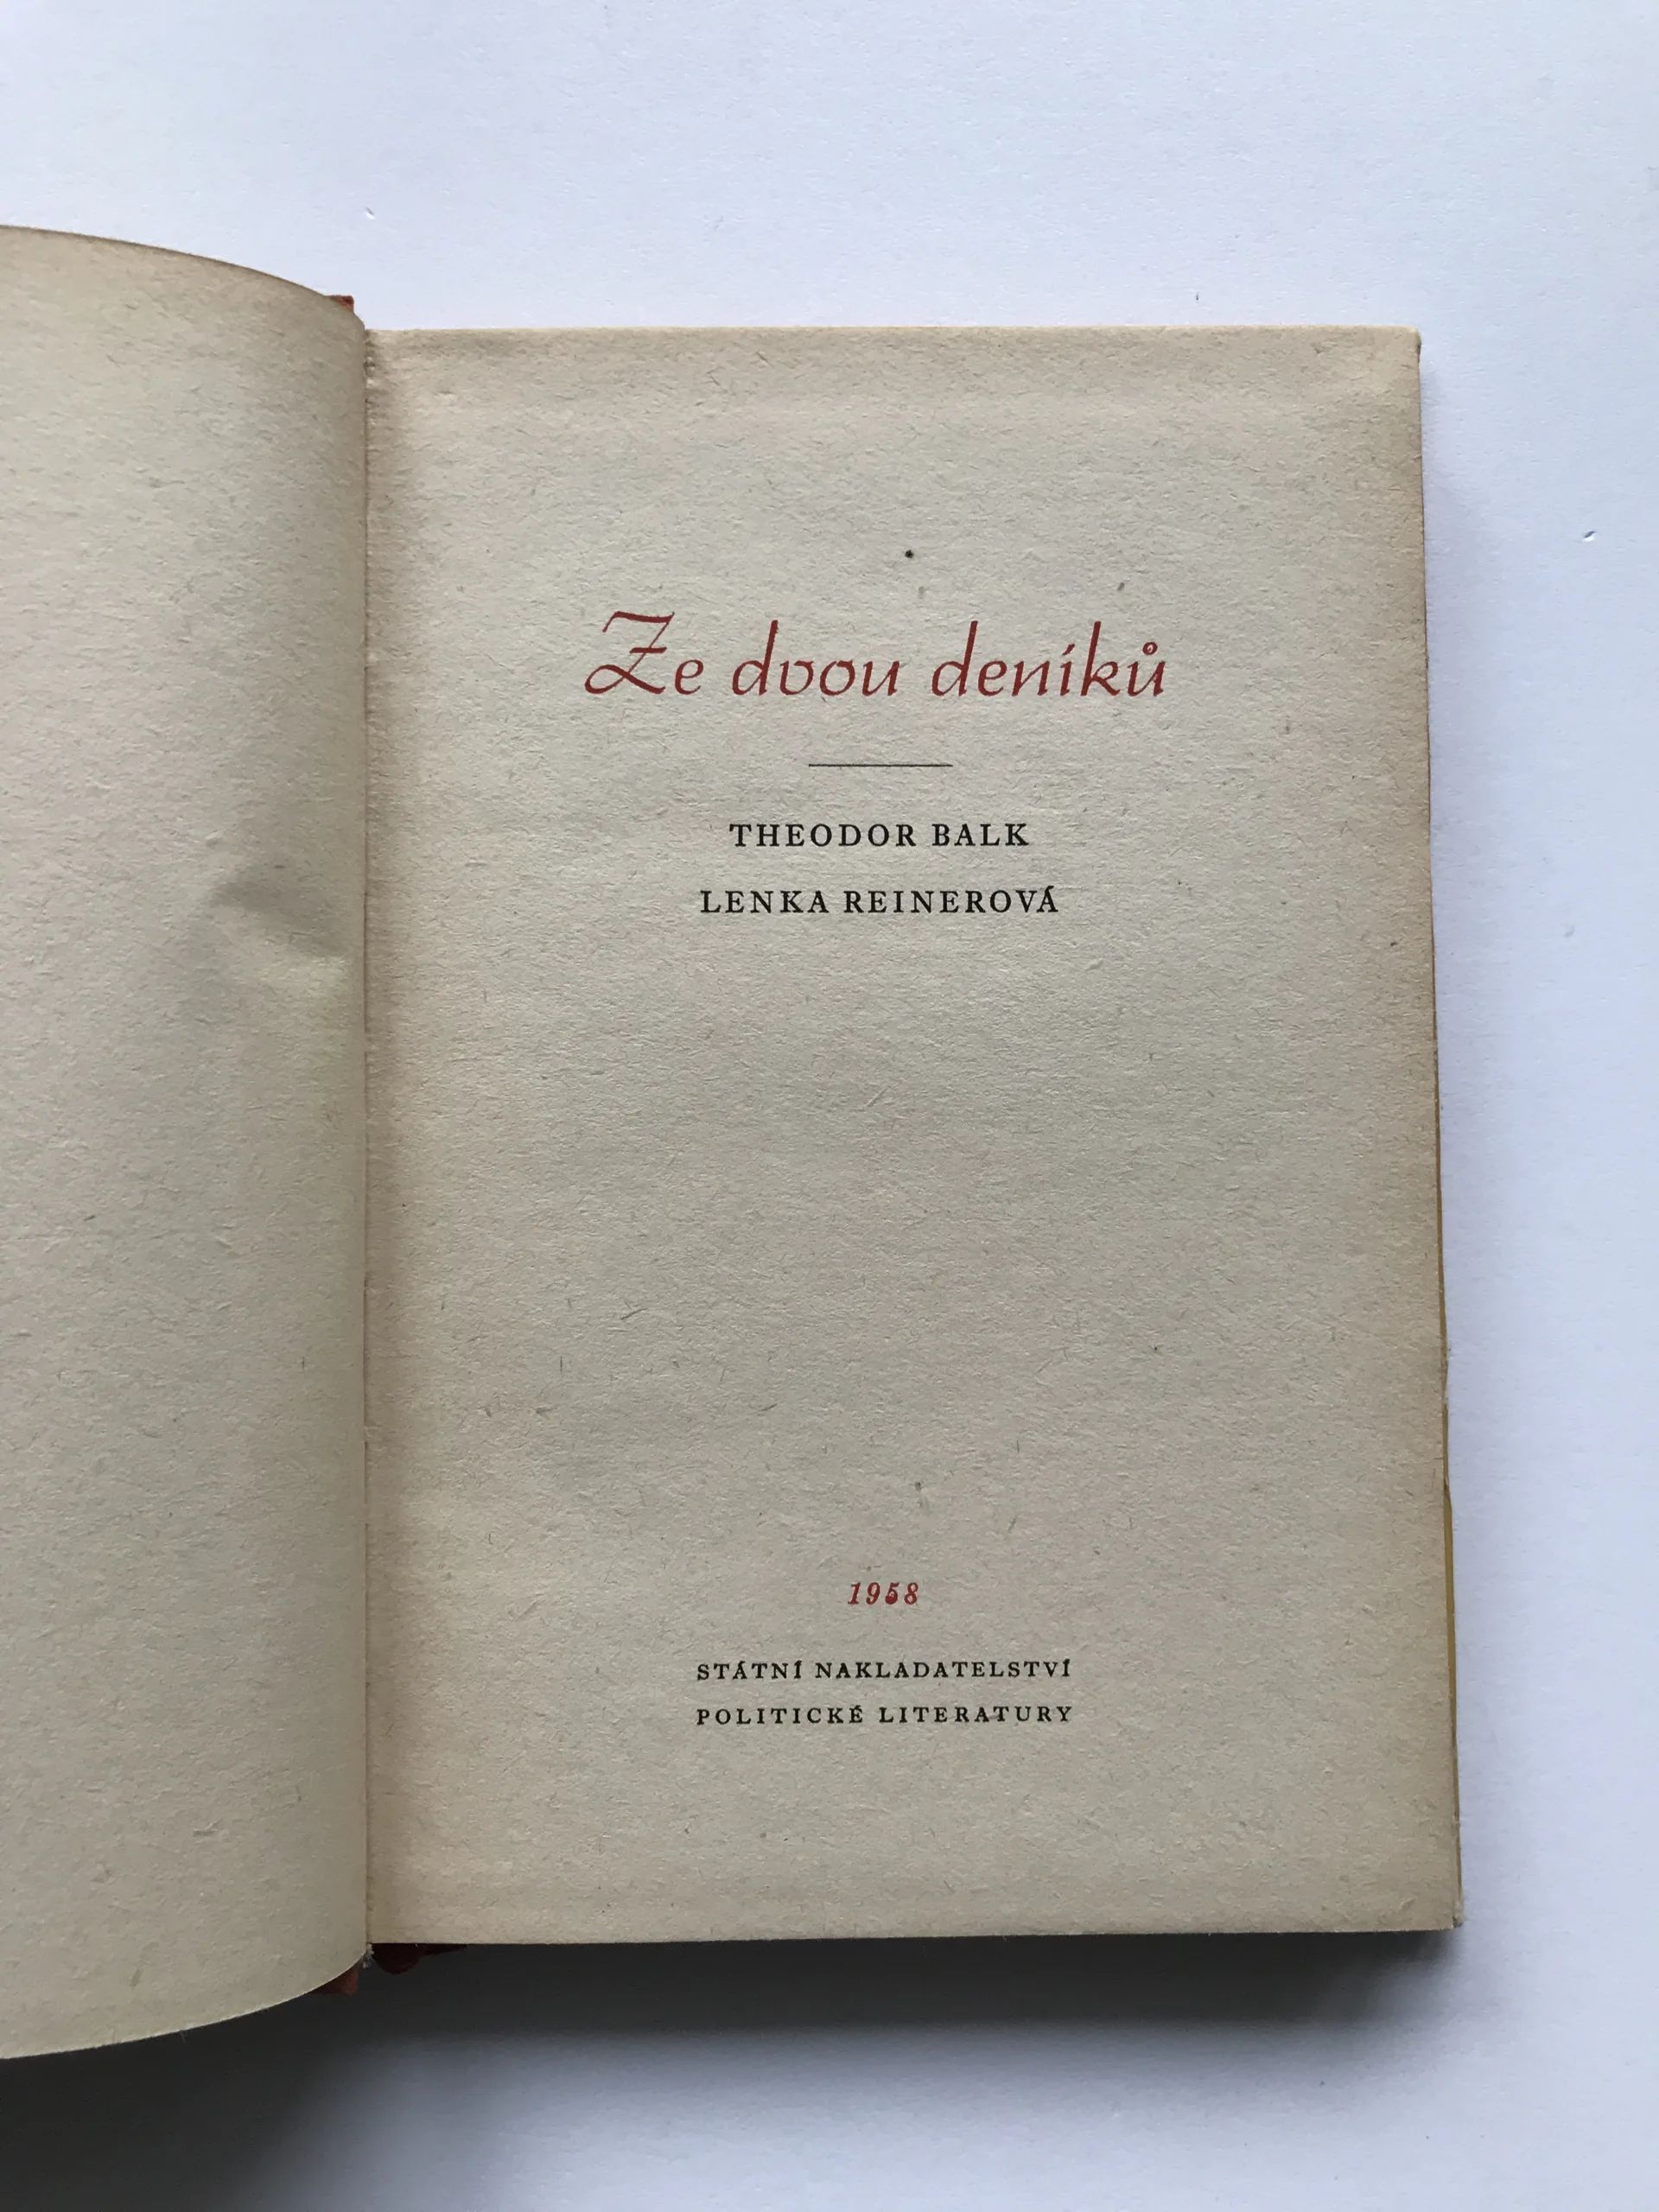 Ze dvou deníků
THEODOR BALK
LENKA REINEROVÁ
1958
STÁTNÍ NAKLADATELSTVÍ
POLITICKÉ LITERATURY